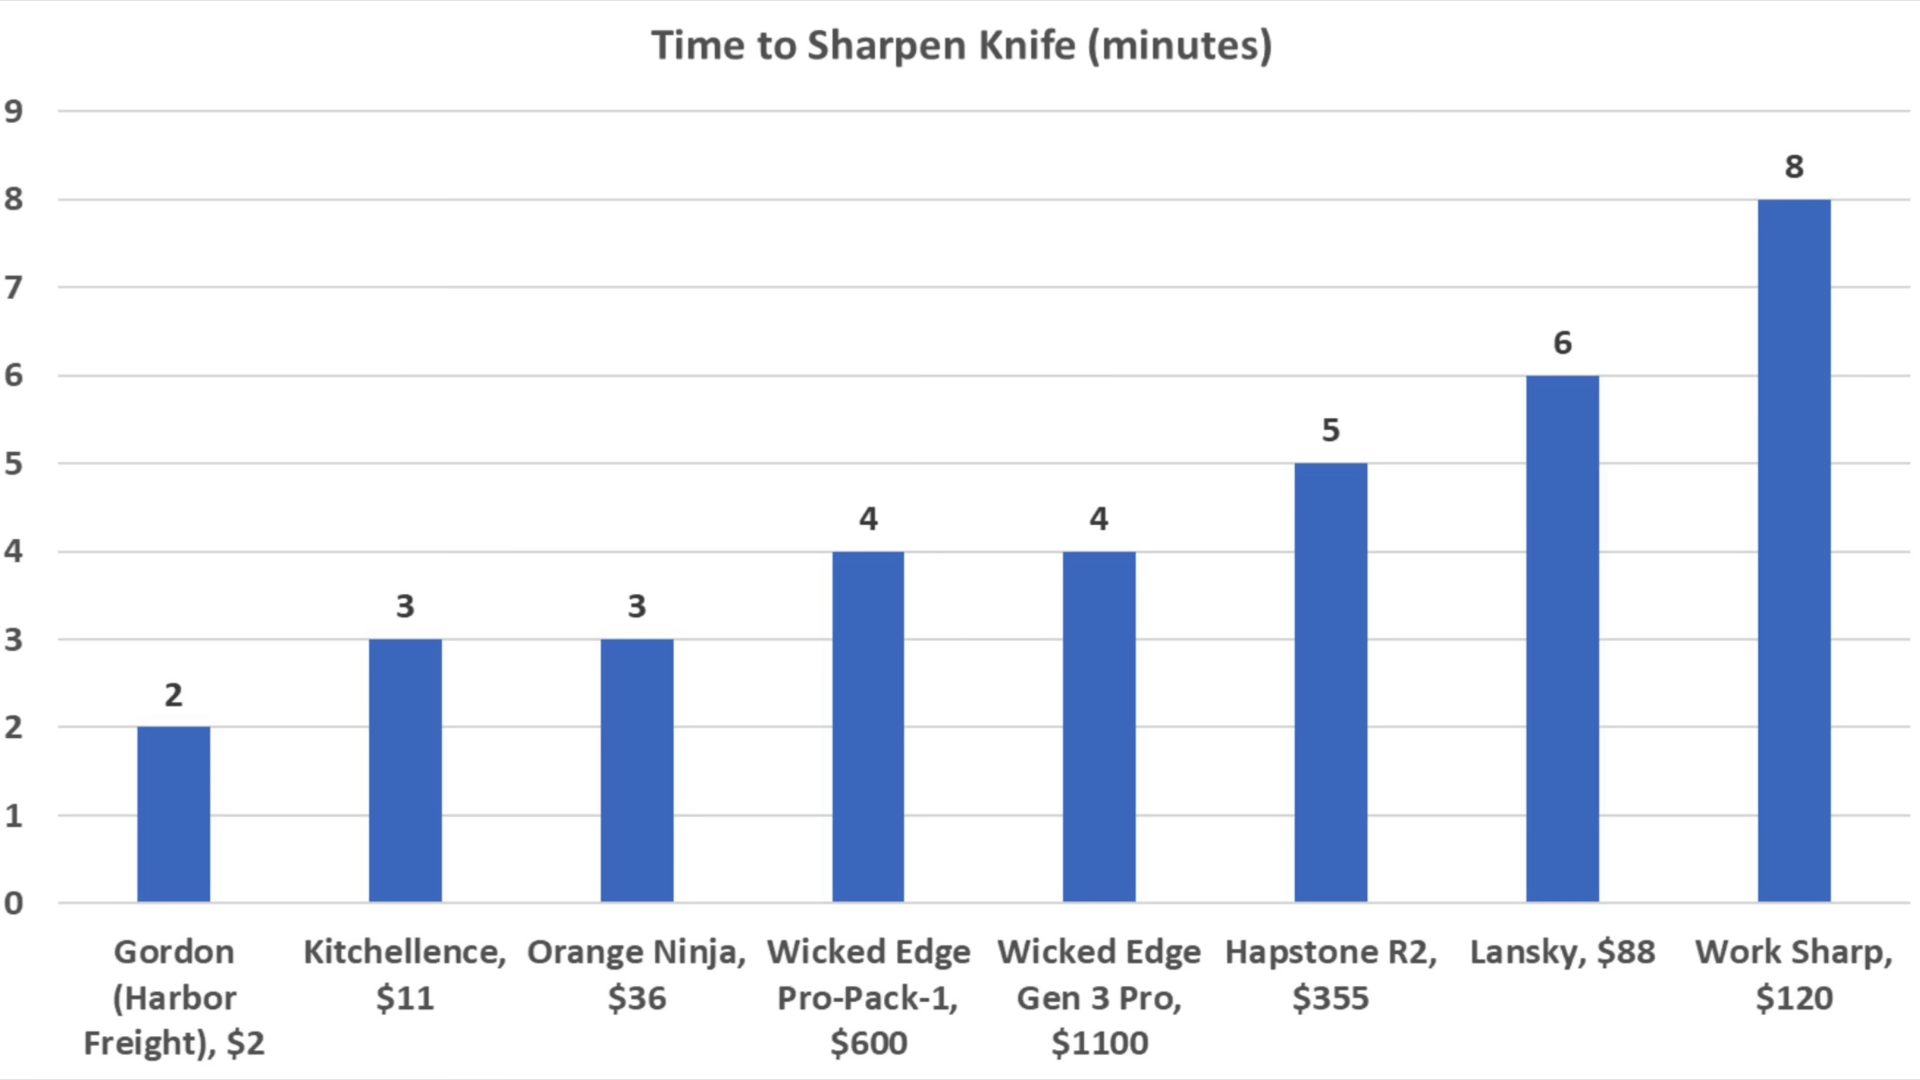 Time to Sharpen Knife (minutes)
9
8
7
6
5
4
3
2
1
0
2
3
3
4
4
5
6
8
Gordon
(Harbor
Freight), $2
Kitchellence,
$11
Orange Ninja,
$36
Wicked Edge
Pro-Pack-1,
$600
Wicked Edge
Gen 3 Pro,
$1100
Hapstone R2,
$355
Lansky, $88
Work Sharp,
$120